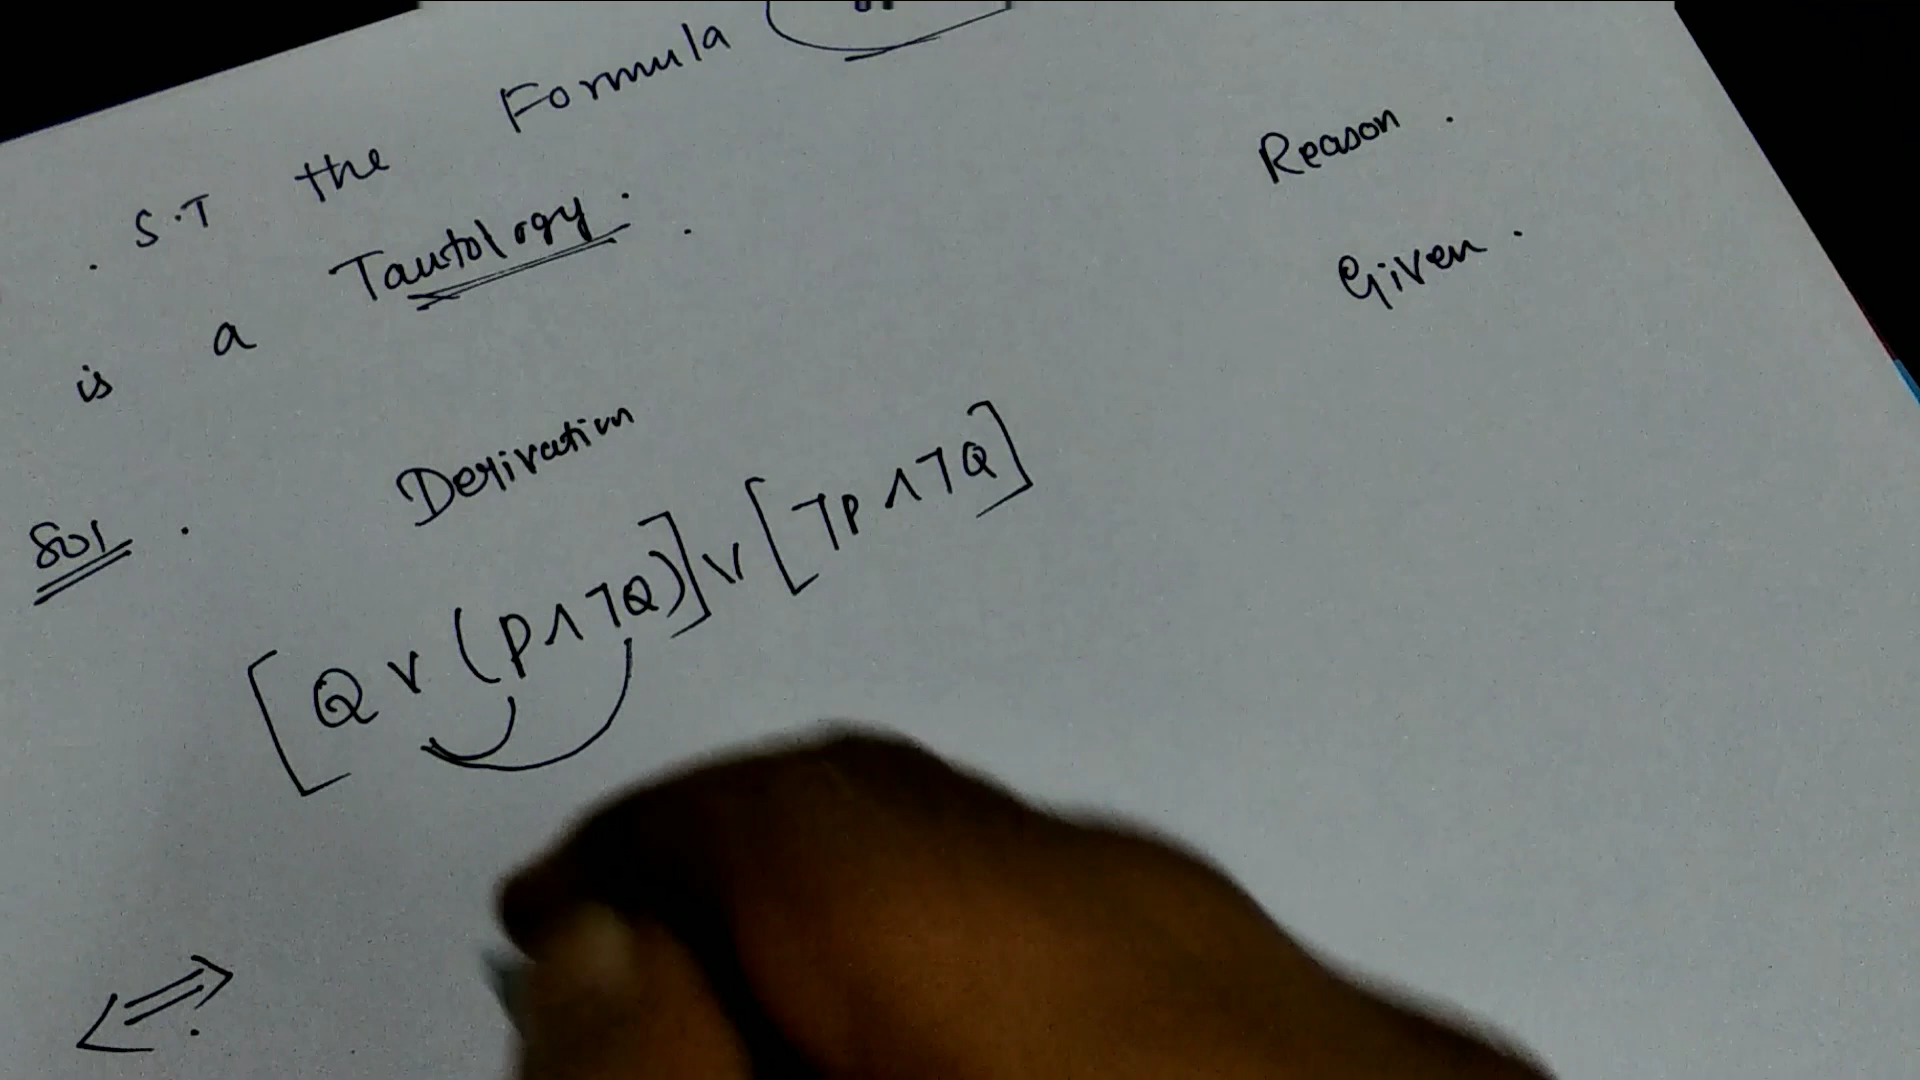 . S.T the Formula
is a Tautology .
Reason .
Given .
Sol . Derivation
[Q ∨ (P ∧ ¬Q)] ∨ [¬P ∧ ¬Q]
⇔